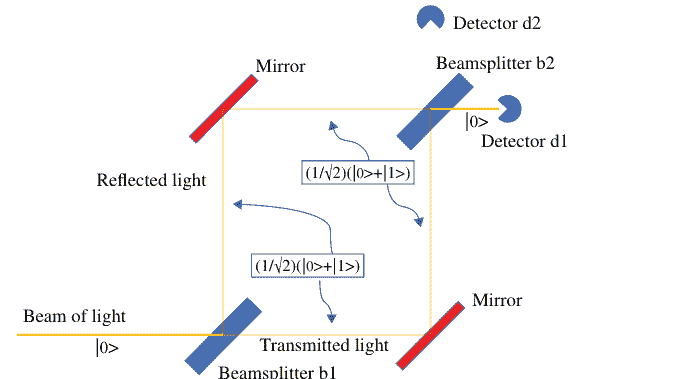 Detector d2
Mirror
Beamsplitter b2
|0>
Detector d1
(1/√2)(|0>+|1>)
Reflected light
(1/√2)(|0>+|1>)
Mirror
Beam of light
|0>
Transmitted light
Beamsplitter b1